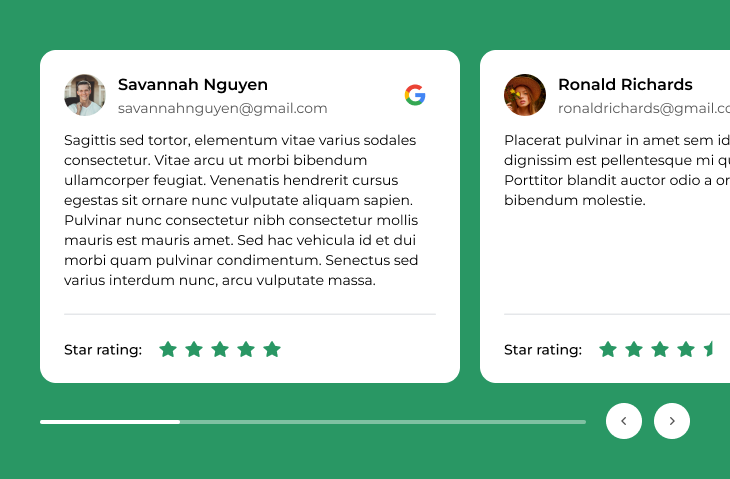 Savannah Nguyen
savannahnguyen@gmail.com
Sagittis sed tortor, elementum vitae varius sodales
consectetur. Vitae arcu ut morbi bibendum
ullamcorper feugiat. Venenatis hendrerit cursus
egestas sit ornare nunc vulputate aliquam sapien.
Pulvinar nunc consectetur nibh consectetur mollis
mauris est mauris amet. Sed hac vehicula id et dui
morbi quam pulvinar condimentum. Senectus sed
varius interdum nunc, arcu vulputate massa.
Star rating:
Ronald Richards
ronaldrichards@gmail.co
Placerat pulvinar in amet sem id
dignissim est pellentesque mi qu
Porttitor blandit auctor odio a or
bibendum molestie.
Star rating: